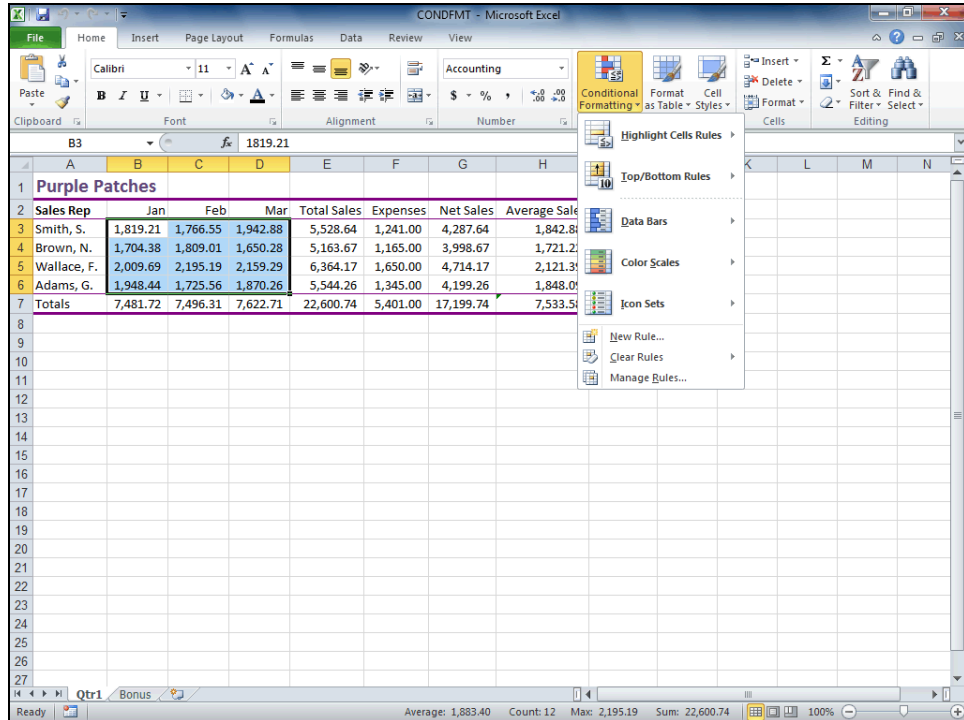 CONDFMT - Microsoft Excel
File Home Insert Page Layout Formulas Data Review View
Paste
Calibri 11 A A
B I U A
Accounting
$ % , .0 .00 .00 .0
Conditional Formatting
Format as Table
Cell Styles
Insert
Delete
Format
Σ
Sort & Filter
Find & Select
Clipboard Font Alignment Number Cells Editing
B3 fx 1819.21
A B C D E F G H K L M N
1 Purple Patches
2 Sales Rep Jan Feb Mar Total Sales Expenses Net Sales Average Sale
3 Smith, S. 1,819.21 1,766.55 1,942.88 5,528.64 1,241.00 4,287.64 1,842.88
4 Brown, N. 1,704.38 1,809.01 1,650.28 5,163.67 1,165.00 3,998.67 1,721.22
5 Wallace, F. 2,009.69 2,195.19 2,159.29 6,364.17 1,650.00 4,714.17 2,121.39
6 Adams, G. 1,948.44 1,725.56 1,870.26 5,544.26 1,345.00 4,199.26 1,848.09
7 Totals 7,481.72 7,496.31 7,622.71 22,600.74 5,401.00 17,199.74 7,533.58
8
9
10
11
12
13
14
15
16
17
18
19
20
21
22
23
24
25
26
27
Highlight Cells Rules
Top/Bottom Rules
Data Bars
Color Scales
Icon Sets
New Rule...
Clear Rules
Manage Rules...
Qtr1 Bonus
Ready Average: 1,883.40 Count: 12 Max: 2,195.19 Sum: 22,600.74 100%